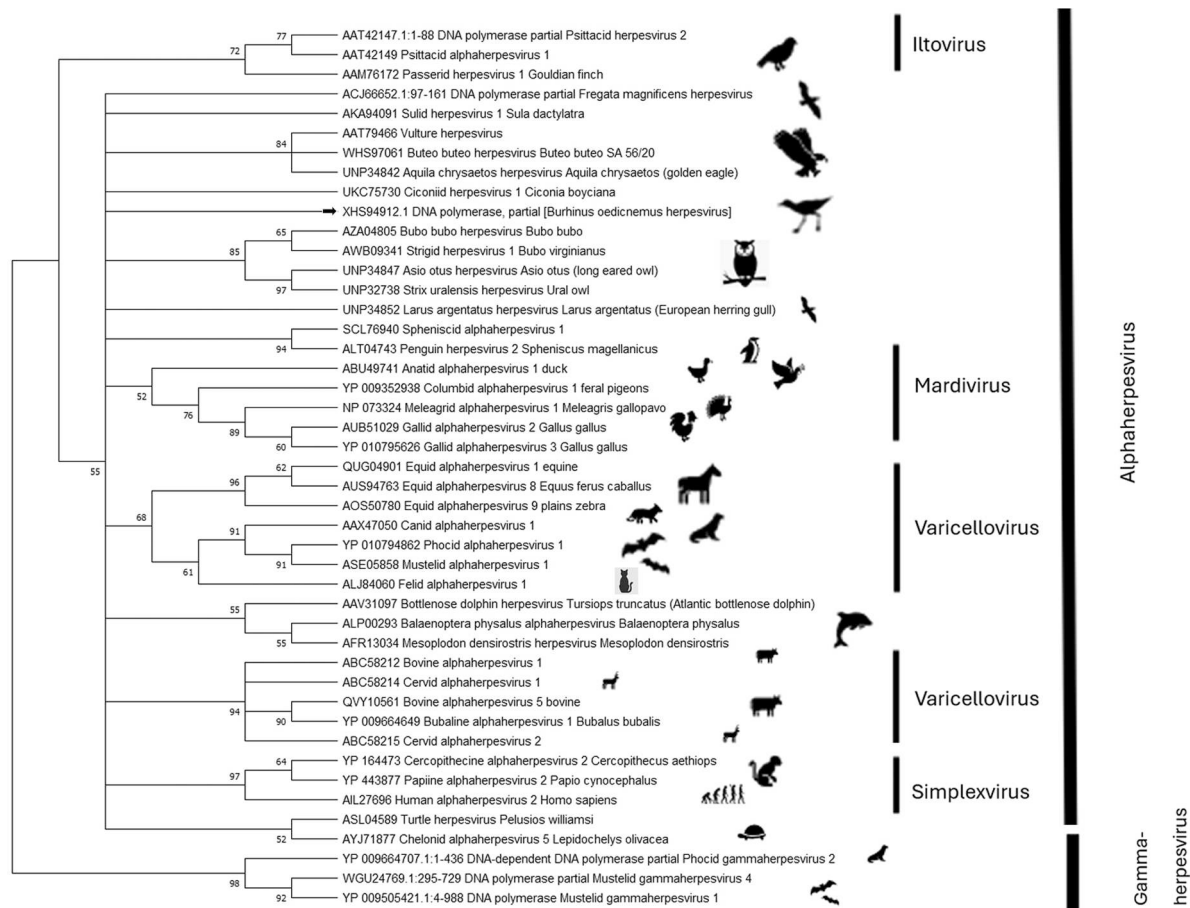 AAT42147.1:1-88 DNA polymerase partial Psittacid herpesvirus 2
77
AAT42149 Psittacid alphaherpesvirus 1
72
AAM76172 Passerid herpesvirus 1 Gouldian finch
Iltovirus
ACJ66652.1:97-161 DNA polymerase partial Fregata magnificens herpesvirus
AKA94091 Sulid herpesvirus 1 Sula dactylatra
AAT79466 Vulture herpesvirus
84
WHS97061 Buteo buteo herpesvirus Buteo buteo SA 56/20
UNP34842 Aquila chrysaetos herpesvirus Aquila chrysaetos (golden eagle)
UKC75730 Ciconiid herpesvirus 1 Ciconia boyciana
XHS94912.1 DNA polymerase, partial [Burhinus oedicnemus herpesvirus]
AZA04805 Bubo bubo herpesvirus Bubo bubo
65
AWB09341 Strigid herpesvirus 1 Bubo virginianus
85
UNP34847 Asio otus herpesvirus Asio otus (long eared owl)
97
UNP32738 Strix uralensis herpesvirus Ural owl
UNP34852 Larus argentatus herpesvirus Larus argentatus (European herring gull)
SCL76940 Spheniscid alphaherpesvirus 1
94
ALT04743 Penguin herpesvirus 2 Spheniscus magellanicus
ABU49741 Anatid alphaherpesvirus 1 duck
52
YP 009352938 Columbid alphaherpesvirus 1 feral pigeons
76
NP 073324 Meleagrid alphaherpesvirus 1 Meleagris gallopavo
89
AUB51029 Gallid alphaherpesvirus 2 Gallus gallus
60
YP 010795626 Gallid alphaherpesvirus 3 Gallus gallus
Mardivirus
55
QUG04901 Equid alphaherpesvirus 1 equine
62
AUS94763 Equid alphaherpesvirus 8 Equus ferus caballus
96
AOS50780 Equid alphaherpesvirus 9 plains zebra
68
AAX47050 Canid alphaherpesvirus 1
91
YP 010794862 Phocid alphaherpesvirus 1
91
ASE05858 Mustelid alphaherpesvirus 1
61
ALJ84060 Felid alphaherpesvirus 1
Varicellovirus
AAV31097 Bottlenose dolphin herpesvirus Tursiops truncatus (Atlantic bottlenose dolphin)
55
ALP00293 Balaenoptera physalus alphaherpesvirus Balaenoptera physalus
55
AFR13034 Mesoplodon densirostris herpesvirus Mesoplodon densirostris
ABC58212 Bovine alphaherpesvirus 1
ABC58214 Cervid alphaherpesvirus 1
94
QVY10561 Bovine alphaherpesvirus 5 bovine
90
YP 009664649 Bubaline alphaherpesvirus 1 Bubalus bubalis
ABC58215 Cervid alphaherpesvirus 2
Varicellovirus
YP 164473 Cercopithecine alphaherpesvirus 2 Cercopithecus aethiops
64
YP 443877 Papiine alphaherpesvirus 2 Papio cynocephalus
97
AIL27696 Human alphaherpesvirus 2 Homo sapiens
Simplexvirus
ASL04589 Turtle herpesvirus Pelusios williamsi
52
AYJ71877 Chelonid alphaherpesvirus 5 Lepidochelys olivacea
Alphaherpesvirus
YP 009664707.1:1-436 DNA-dependent DNA polymerase partial Phocid gammaherpesvirus 2
98
WGU24769.1:295-729 DNA polymerase partial Mustelid gammaherpesvirus 4
92
YP 009505421.1:4-988 DNA polymerase Mustelid gammaherpesvirus 1
Gamma-
herpesvirus